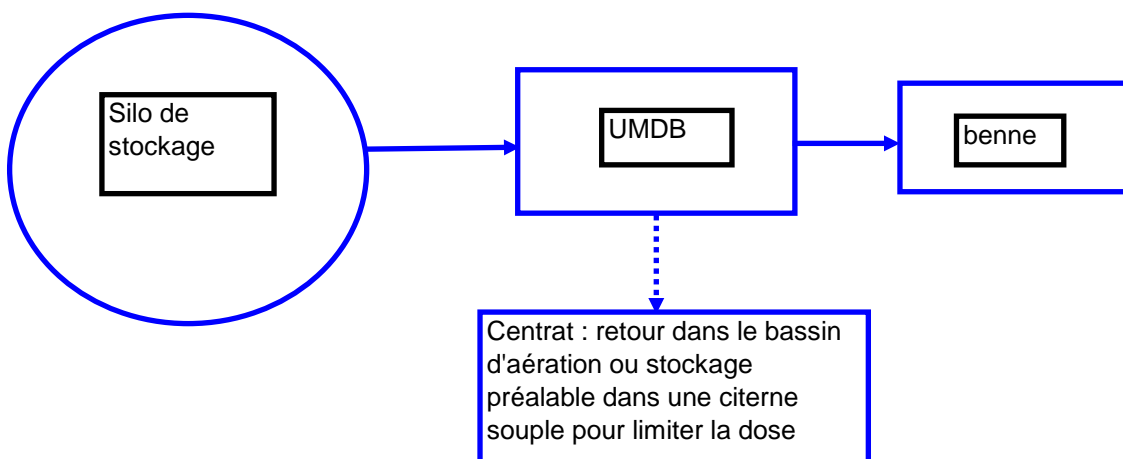 Silo de
stockage
UMDB
benne
Centrat : retour dans le bassin
d'aération ou stockage
préalable dans une citerne
souple pour limiter la dose